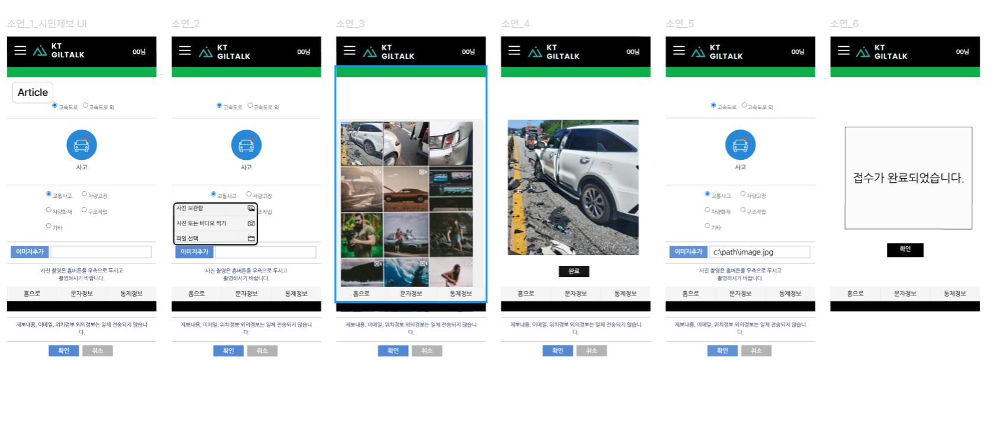 소연_1_시민제보 UI
KT
GILTALK
00님
Article
고속도로 고속도로 외
사고
교통사고 차량고장
차량화재 구조작업
기타
이미지추가
사진 촬영은 홈버튼을 우측으로 두시고
촬영하시기 바랍니다.
홈으로 문자정보 통제정보
제보내용, 이메일, 위치정보 외의정보는 일체 전송되지 않습니
다.
확인 취소
소연_2
KT
GILTALK
00님
고속도로 고속도로 외
사고
교통사고 차량고장
사진 보관함
조작업
사진 또는 비디오 찍기
파일 선택
이미지추가
사진 촬영은 홈버튼을 우측으로 두시고
촬영하시기 바랍니다.
홈으로 문자정보 통제정보
제보내용, 이메일, 위치정보 외의정보는 일체 전송되지 않습니
다.
확인 취소
소연_3
KT
GILTALK
00님
홈으로 문자정보 통제정보
제보내용, 이메일, 위치정보 외의정보는 일체 전송되지 않습니
다.
확인 취소
소연_4
KT
GILTALK
00님
완료
홈으로 문자정보 통제정보
제보내용, 이메일, 위치정보 외의정보는 일체 전송되지 않습니
다.
확인 취소
소연_5
KT
GILTALK
00님
고속도로 고속도로 외
사고
교통사고 차량고장
차량화재 구조작업
기타
이미지추가 c:\path\image.jpg
사진 촬영은 홈버튼을 우측으로 두시고
촬영하시기 바랍니다.
홈으로 문자정보 통제정보
제보내용, 이메일, 위치정보 외의정보는 일체 전송되지 않습니
다.
확인 취소
소연_6
KT
GILTALK
00님
접수가 완료되었습니다.
확인
홈으로 문자정보 통제정보